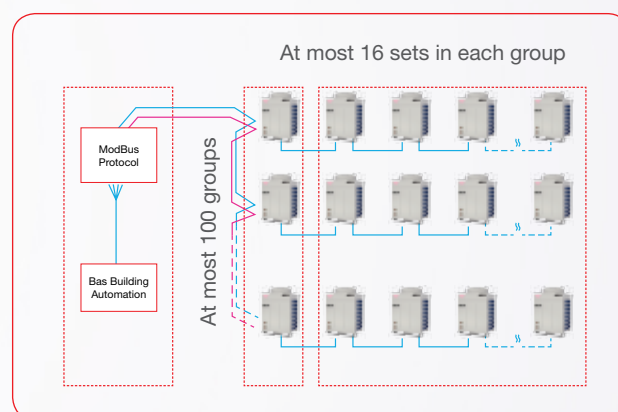 At most 16 sets in each group
ModBus
Protocol
At most 100 groups
Bas Building
Automation